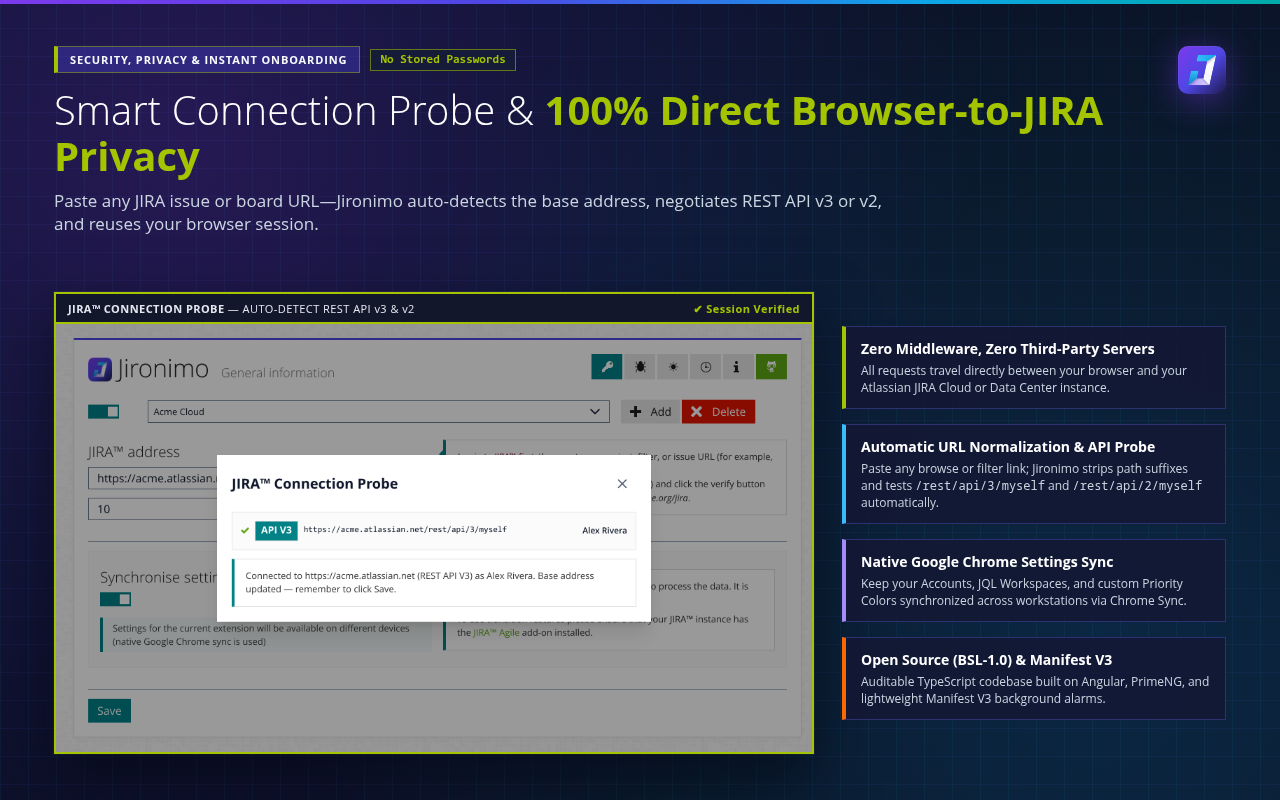 SECURITY, PRIVACY & INSTANT ONBOARDING
No Stored Passwords
Smart Connection Probe & 100% Direct Browser-to-JIRA
Privacy
Paste any JIRA issue or board URL—Jironimo auto-detects the base address, negotiates REST API v3 or v2,
and reuses your browser session.
JIRA™ CONNECTION PROBE — AUTO-DETECT REST API v3 & v2
✔ Session Verified
Jironimo General information
Acme Cloud
Add
Delete
JIRA™ address
https://acme.atlassian.
10
filter, or issue URL (for example,
) and click the verify button
e.org/jira.
JIRA™ Connection Probe
API V3 https://acme.atlassian.net/rest/api/3/myself Alex Rivera
Connected to https://acme.atlassian.net (REST API V3) as Alex Rivera. Base address
updated — remember to click Save.
Synchronise
Settings for the current extension will be available on different devices
(native Google Chrome sync is used)
o process the data. It is
your JIRA™ instance has
the JIRA™ Agile add-on installed.
Save
Zero Middleware, Zero Third-Party Servers
All requests travel directly between your browser and your
Atlassian JIRA Cloud or Data Center instance.
Automatic URL Normalization & API Probe
Paste any browse or filter link; Jironimo strips path suffixes
and tests /rest/api/3/myself and /rest/api/2/myself
automatically.
Native Google Chrome Settings Sync
Keep your Accounts, JQL Workspaces, and custom Priority
Colors synchronized across workstations via Chrome Sync.
Open Source (BSL-1.0) & Manifest V3
Auditable TypeScript codebase built on Angular, PrimeNG, and
lightweight Manifest V3 background alarms.